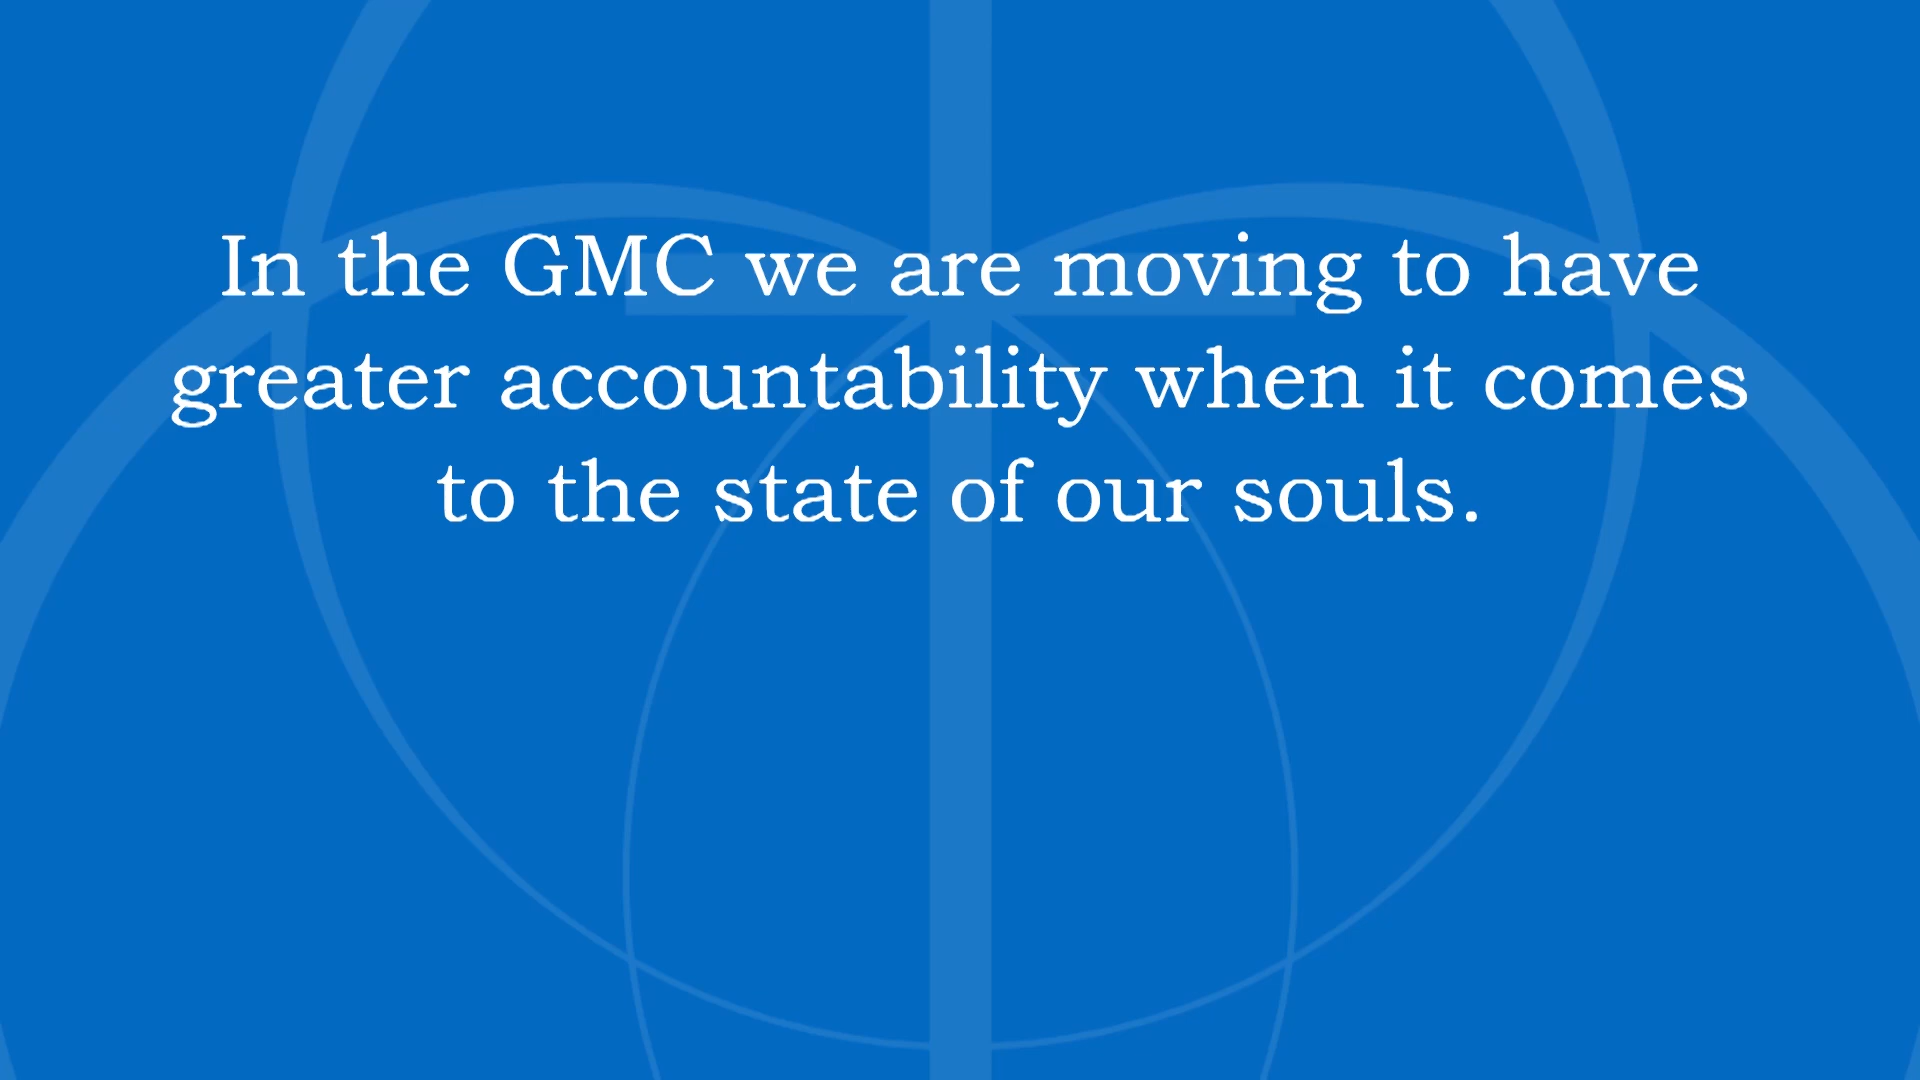 In the GMC we are moving to have
greater accountability when it comes
to the state of our souls.